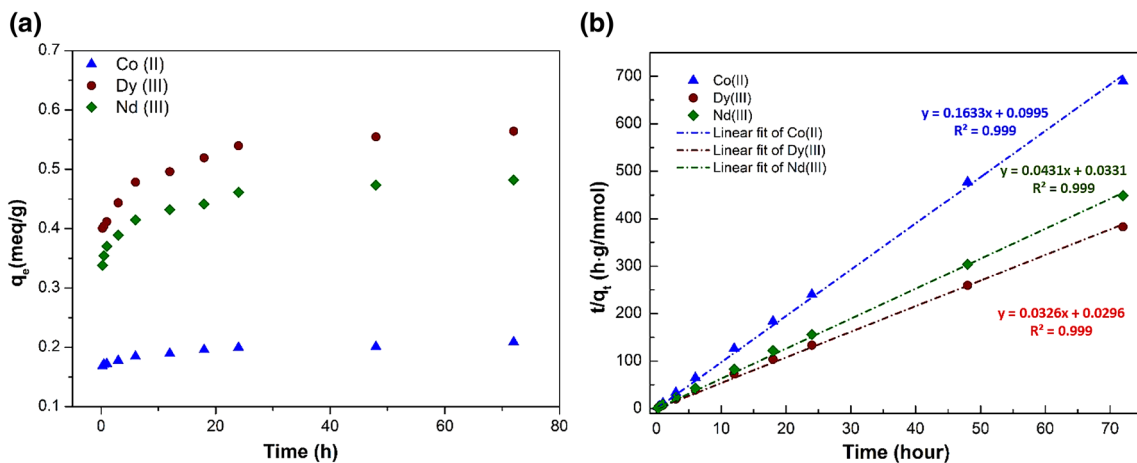 (a)
0.7
0.6
0.5
0.4
0.3
0.2
0.1
qₑ(meq/g)
Co (II)
Dy (III)
Nd (III)
0
20
40
60
80
Time (h)
(b)
700
600
500
400
300
200
100
0
t/qₜ (h·g/mmol)
Co(II)
Dy(III)
Nd(III)
Linear fit of Co(II)
Linear fit of Dy(III)
Linear fit of Nd(III)
y = 0.1633x + 0.0995
R² = 0.999
y = 0.0431x + 0.0331
R² = 0.999
y = 0.0326x + 0.0296
R² = 0.999
0
10
20
30
40
50
60
70
Time (hour)